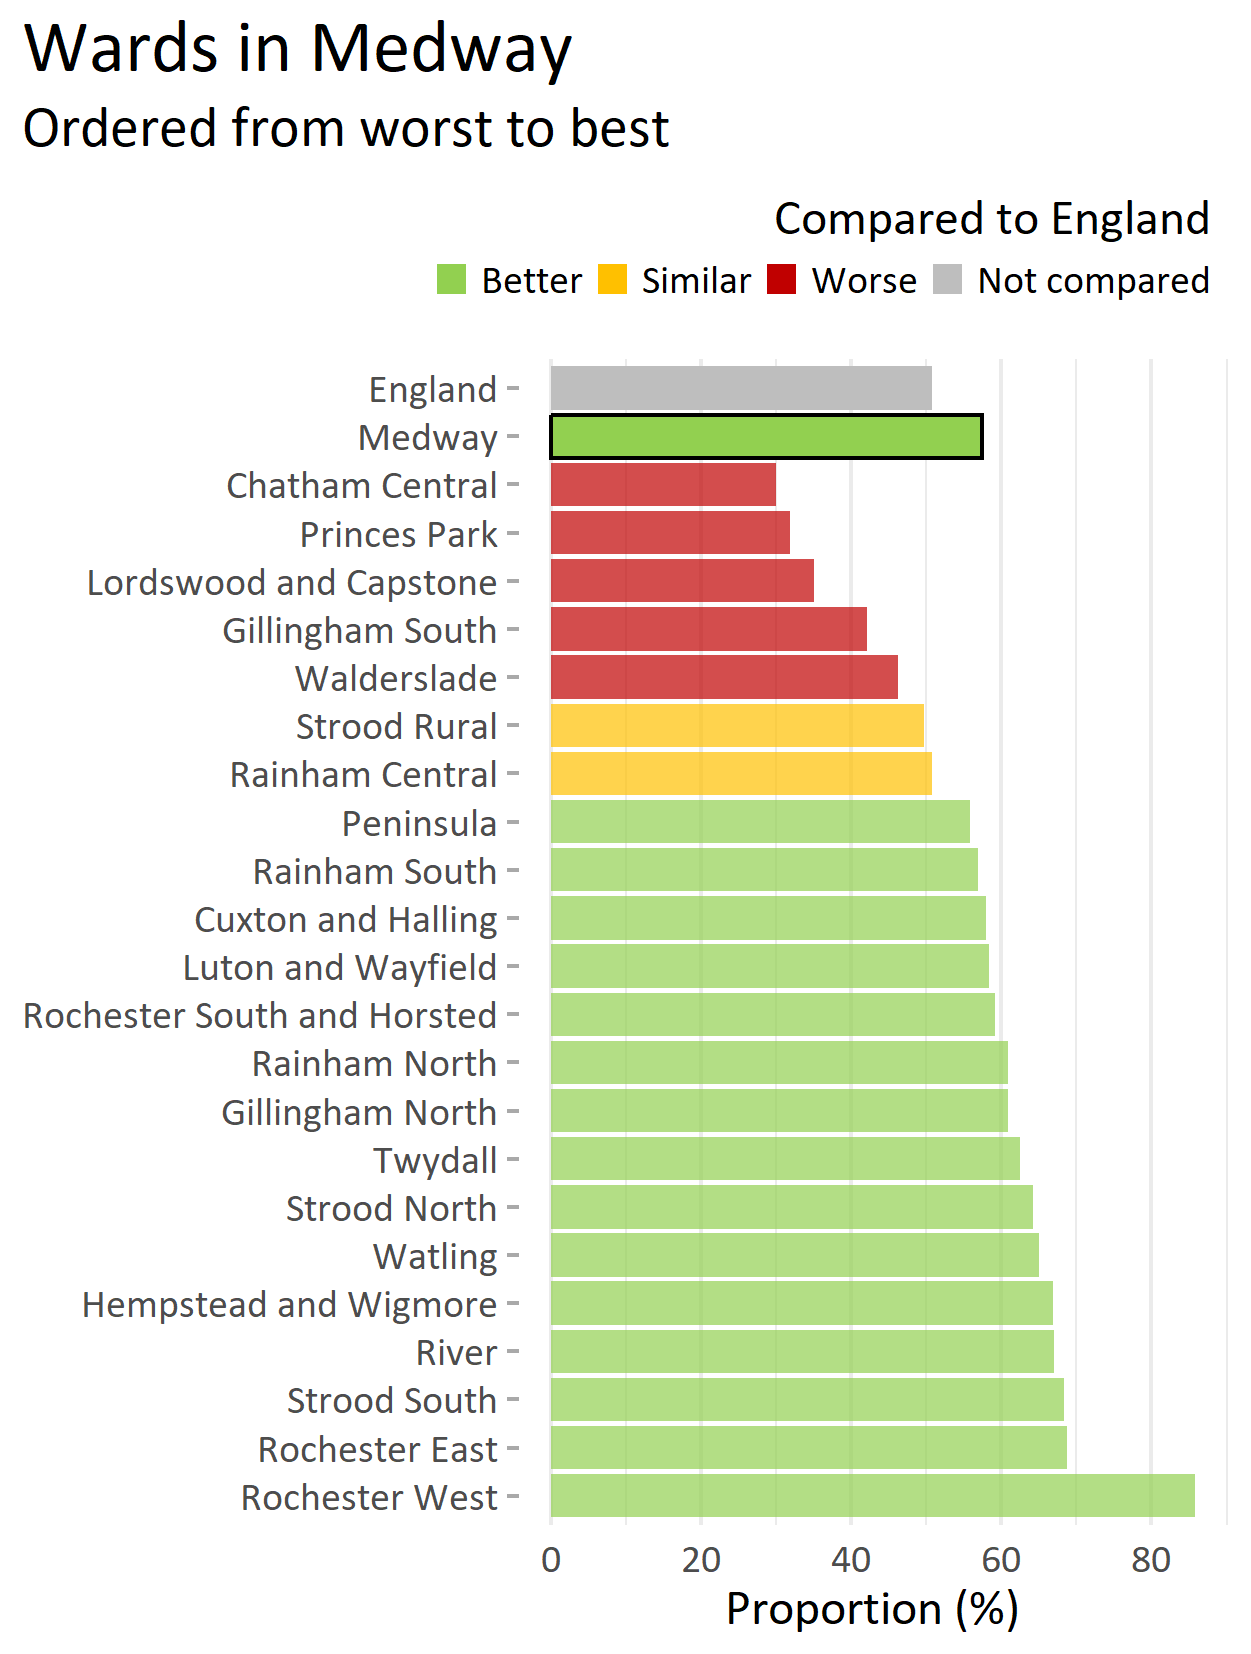 Wards in Medway
Ordered from worst to best
Compared to England
Better Similar Worse Not compared
England
Medway
Chatham Central
Princes Park
Lordswood and Capstone
Gillingham South
Walderslade
Strood Rural
Rainham Central
Peninsula
Rainham South
Cuxton and Halling
Luton and Wayfield
Rochester South and Horsted
Rainham North
Gillingham North
Twydall
Strood North
Watling
Hempstead and Wigmore
River
Strood South
Rochester East
Rochester West
0 20 40 60 80
Proportion (%)